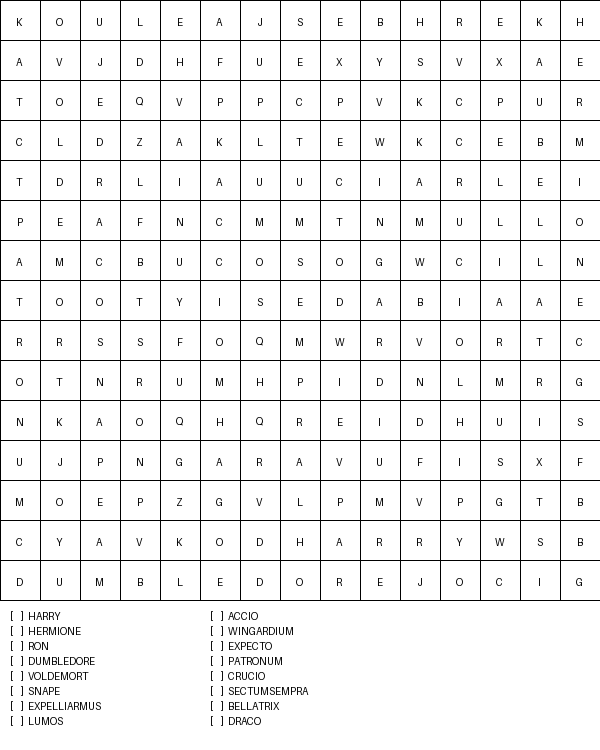 K O U L E A J S E B H R E K H
A V J D H F U E X Y S V X A E
T O E Q V P P C P V K C P U R
C L D Z A K L T E W K C E B M
T D R L I A U U C I A R L E I
P E A F N C M M T N M U L L O
A M C B U C O S O G W C I L N
T O O T Y I S E D A B I A A E
R R S S F O Q M W R V O R T C
O T N R U M H P I D N L M R G
N K A O Q H Q R E I D H U I S
U J P N G A R A V U F I S X F
M O E P Z G V L P M V P G T B
C Y A V K O D H A R R Y W S B
D U M B L E D O R E J O C I G
[ ] HARRY [ ] ACCIO
[ ] HERMIONE [ ] WINGARDIUM
[ ] RON [ ] EXPECTO
[ ] DUMBLEDORE [ ] PATRONUM
[ ] VOLDEMORT [ ] CRUCIO
[ ] SNAPE [ ] SECTUMSEMPRA
[ ] EXPELLIARMUS [ ] BELLATRIX
[ ] LUMOS [ ] DRACO